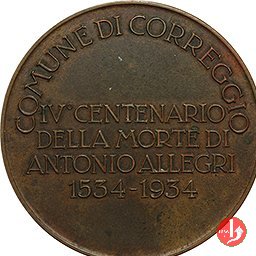 COMUNE DI CORREGGIO
IV° CENTENARIO
DELLA MORTE DI
ANTONIO ALLEGRI
1534-1934